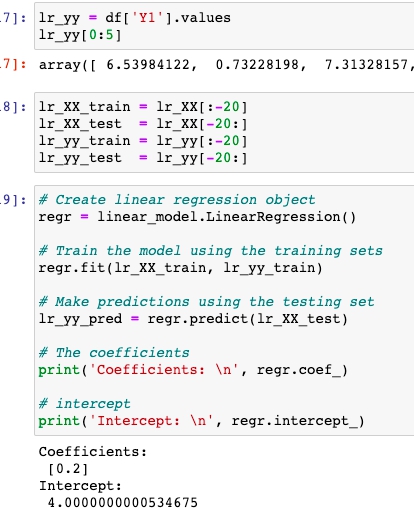 7]: lr_yy = df['Y1'].values
lr_yy[0:5]
7]: array([ 6.53984122,  0.73228198,  7.31328157,
8]: lr_XX_train = lr_XX[:-20]
lr_XX_test  = lr_XX[-20:]
lr_yy_train = lr_yy[:-20]
lr_yy_test  = lr_yy[-20:]
9]: # Create linear regression object
regr = linear_model.LinearRegression()
# Train the model using the training sets
regr.fit(lr_XX_train, lr_yy_train)
# Make predictions using the testing set
lr_yy_pred = regr.predict(lr_XX_test)
# The coefficients
print('Coefficients: \n', regr.coef_)
# intercept
print('Intercept: \n', regr.intercept_)
Coefficients:
[0.2]
Intercept:
4.0000000000534675